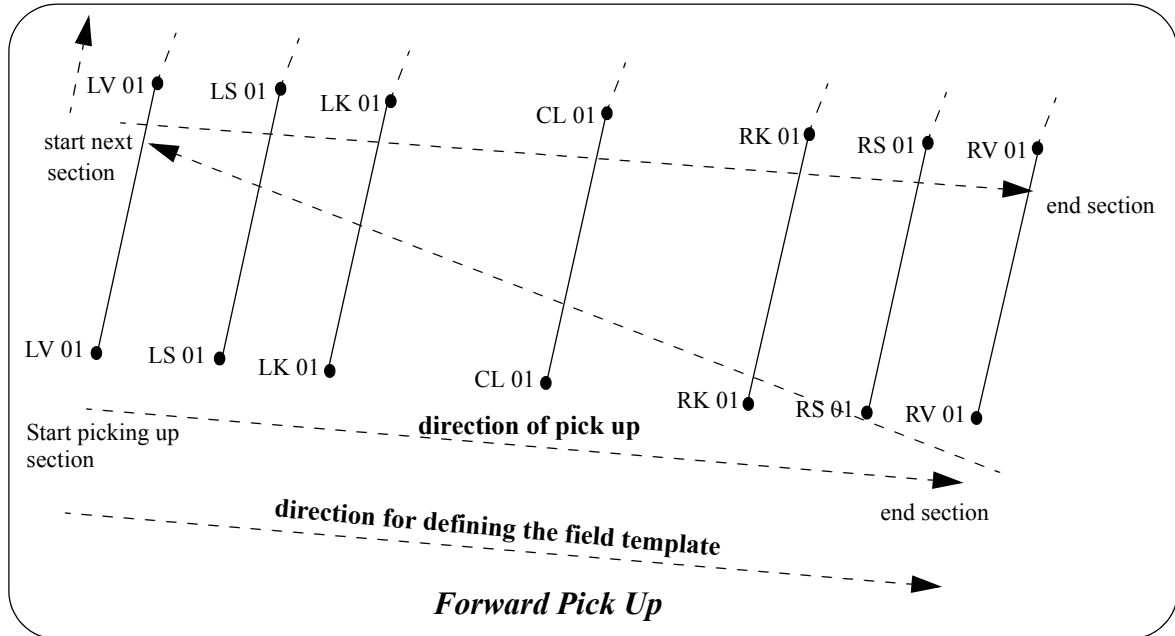 LV 01
LS 01
LK 01
CL 01
RK 01
RS 01
RV 01
start next
section
end section
LV 01
LS 01
LK 01
CL 01
RK 01
RS 01
RV 01
Start picking up
section
direction of pick up
end section
direction for defining the field template
Forward Pick Up